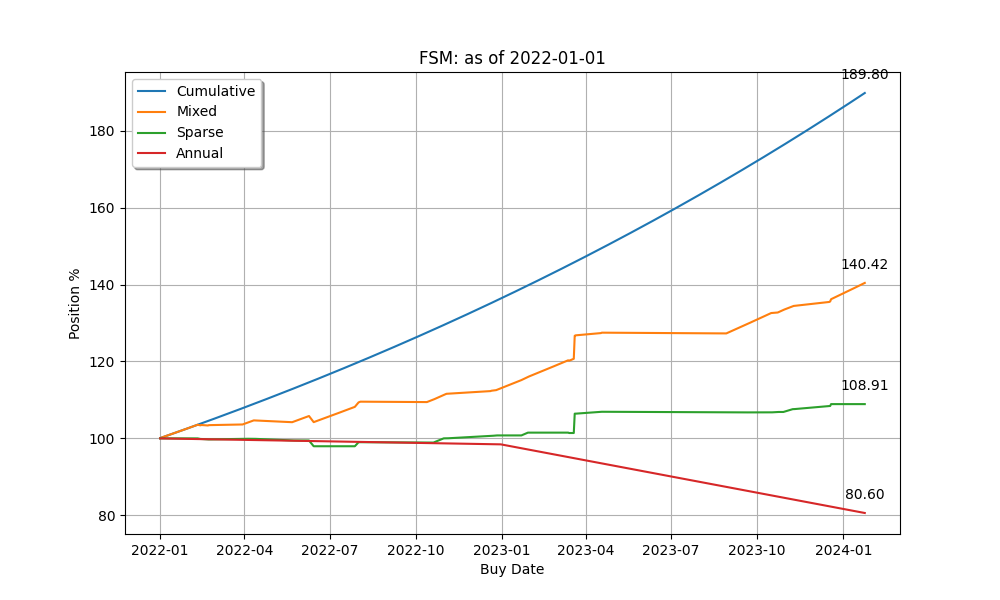 FSM: as of 2022-01-01
Cumulative
Mixed
Sparse
Annual
189.80
140.42
108.91
80.60
Position %
180
160
140
120
100
80
2022-01
2022-04
2022-07
2022-10
2023-01
2023-04
2023-07
2023-10
2024-01
Buy Date